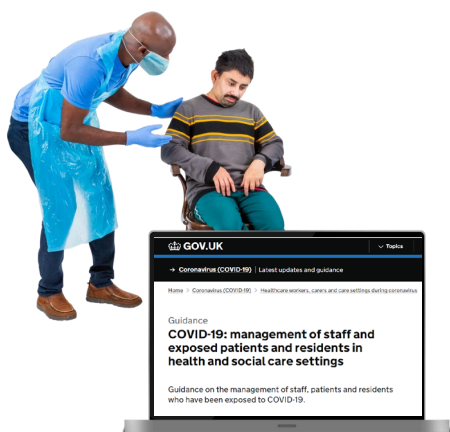 GOV.UK
Topics
→ Coronavirus (COVID-19) | Latest updates and guidance
Home > Coronavirus (COVID-19) > Healthcare workers, carers and care settings during coronavirus
Guidance
COVID-19: management of staff and
exposed patients and residents in
health and social care settings
Guidance on the management of staff, patients and residents
who have been exposed to COVID-19.